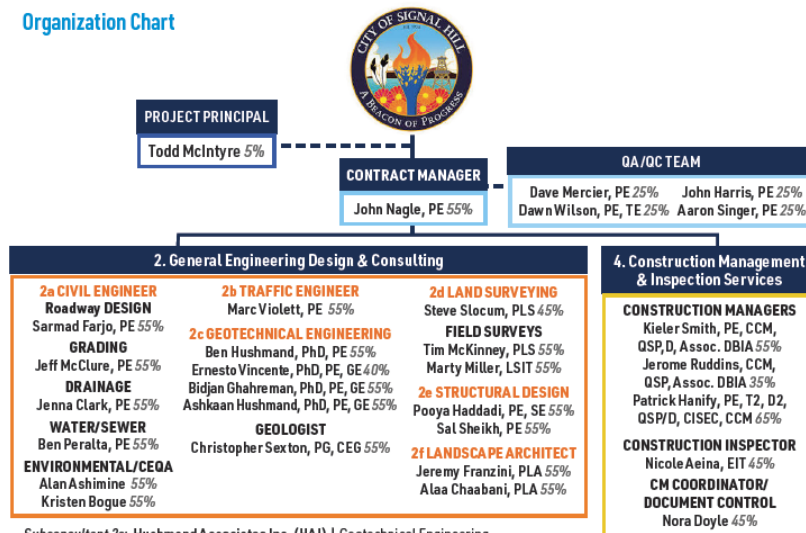 Organization Chart
CITY OF SIGNAL HILL
A BEACON OF PROGRESS
PROJECT PRINCIPAL
Todd McIntyre 5%
CONTRACT MANAGER
John Nagle, PE 55%
QA/QC TEAM
Dave Mercier, PE 25% John Harris, PE 25%
Dawn Wilson, PE, TE 25% Aaron Singer, PE 25%
2. General Engineering Design & Consulting
2a CIVIL ENGINEER
Roadway DESIGN
Sarmad Farjo, PE 55%
GRADING
Jeff McClure, PE 55%
DRAINAGE
Jenna Clark, PE 55%
WATER/SEWER
Ben Peralta, PE 55%
ENVIRONMENTAL/CEQA
Alan Ashimine 55%
Kristen Bogue 55%
2b TRAFFIC ENGINEER
Marc Violett, PE 55%
2c GEOTECHNICAL ENGINEERING
Ben Hushmand, PhD, PE 55%
Ernesto Vincente, PhD, PE, GE 40%
Bidjan Ghahreman, PhD, PE, GE 55%
Ashkaan Hushmand, PhD, PE, GE 55%
GEOLOGIST
Christopher Sexton, PG, CEG 55%
2d LAND SURVEYING
Steve Slocum, PLS 45%
FIELD SURVEYS
Tim McKinney, PLS 55%
Marty Miller, LSIT 55%
2e STRUCTURAL DESIGN
Pooya Haddadi, PE, SE 55%
Sal Sheikh, PE 55%
2f LANDSCAPE ARCHITECT
Jeremy Franzini, PLA 55%
Alaa Chaabani, PLA 55%
4. Construction Management
& Inspection Services
CONSTRUCTION MANAGERS
Kieler Smith, PE, CCM,
QSP,D, Assoc. DBIA 55%
Jerome Ruddins, CCM,
QSP, Assoc. DBIA 35%
Patrick Hanify, PE, T2, D2,
QSP/D, CISEC, CCM 65%
CONSTRUCTION INSPECTOR
Nicole Aeina, EIT 45%
CM COORDINATOR/
DOCUMENT CONTROL
Nora Doyle 45%
Hushmand Associates Inc. (HAI) | Geotechnical Engineering